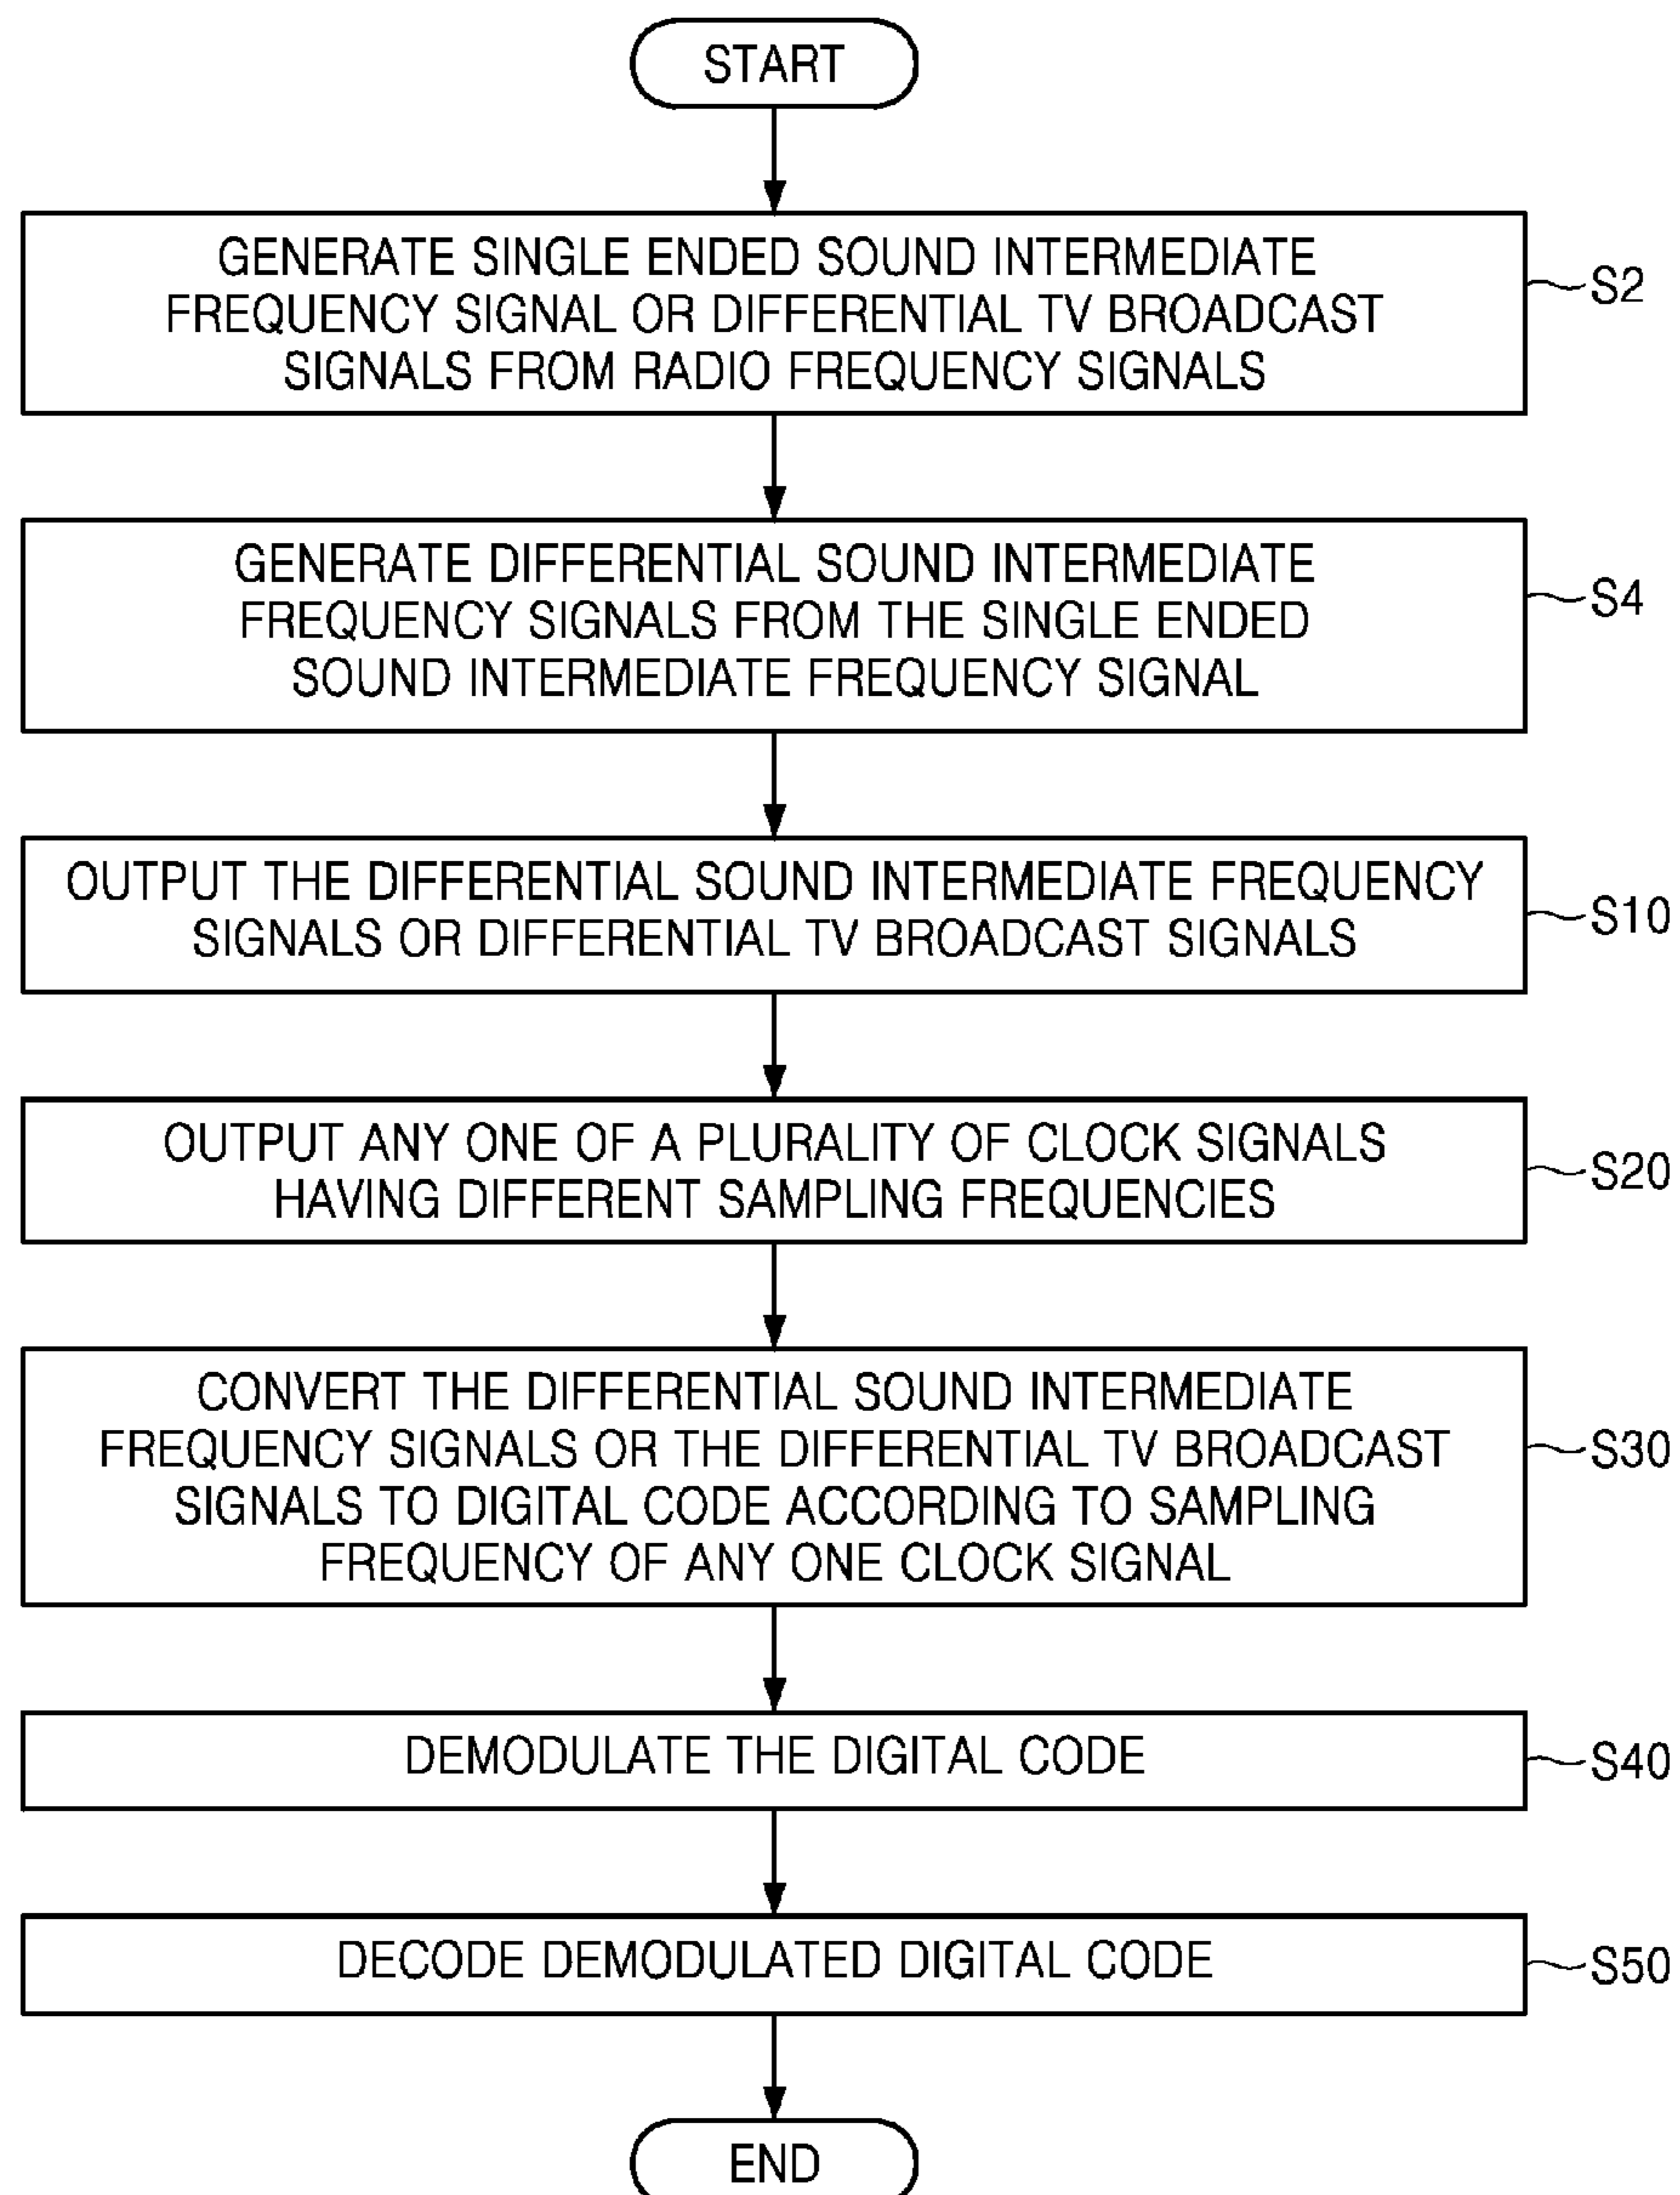 START
GENERATE SINGLE ENDED SOUND INTERMEDIATE
FREQUENCY SIGNAL OR DIFFERENTIAL TV BROADCAST
SIGNALS FROM RADIO FREQUENCY SIGNALS
S2
GENERATE DIFFERENTIAL SOUND INTERMEDIATE
FREQUENCY SIGNALS FROM THE SINGLE ENDED
SOUND INTERMEDIATE FREQUENCY SIGNAL
S4
OUTPUT THE DIFFERENTIAL SOUND INTERMEDIATE FREQUENCY
SIGNALS OR DIFFERENTIAL TV BROADCAST SIGNALS
S10
OUTPUT ANY ONE OF A PLURALITY OF CLOCK SIGNALS
HAVING DIFFERENT SAMPLING FREQUENCIES
S20
CONVERT THE DIFFERENTIAL SOUND INTERMEDIATE
FREQUENCY SIGNALS OR THE DIFFERENTIAL TV BROADCAST
SIGNALS TO DIGITAL CODE ACCORDING TO SAMPLING
FREQUENCY OF ANY ONE CLOCK SIGNAL
S30
DEMODULATE THE DIGITAL CODE
S40
DECODE DEMODULATED DIGITAL CODE
S50
END